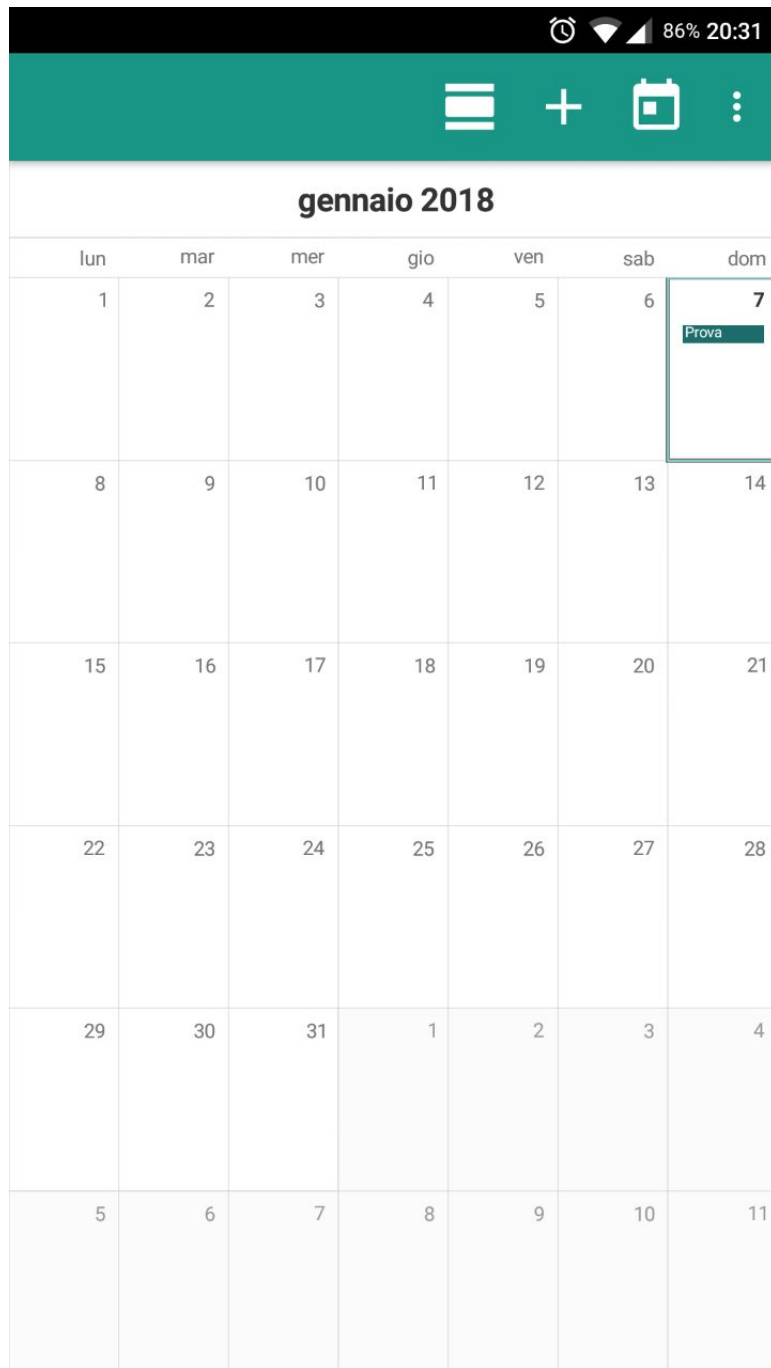 86% 20:31
gennaio 2018
lun mar mer gio ven sab dom
1 2 3 4 5 6 7
Prova
8 9 10 11 12 13 14
15 16 17 18 19 20 21
22 23 24 25 26 27 28
29 30 31 1 2 3 4
5 6 7 8 9 10 11